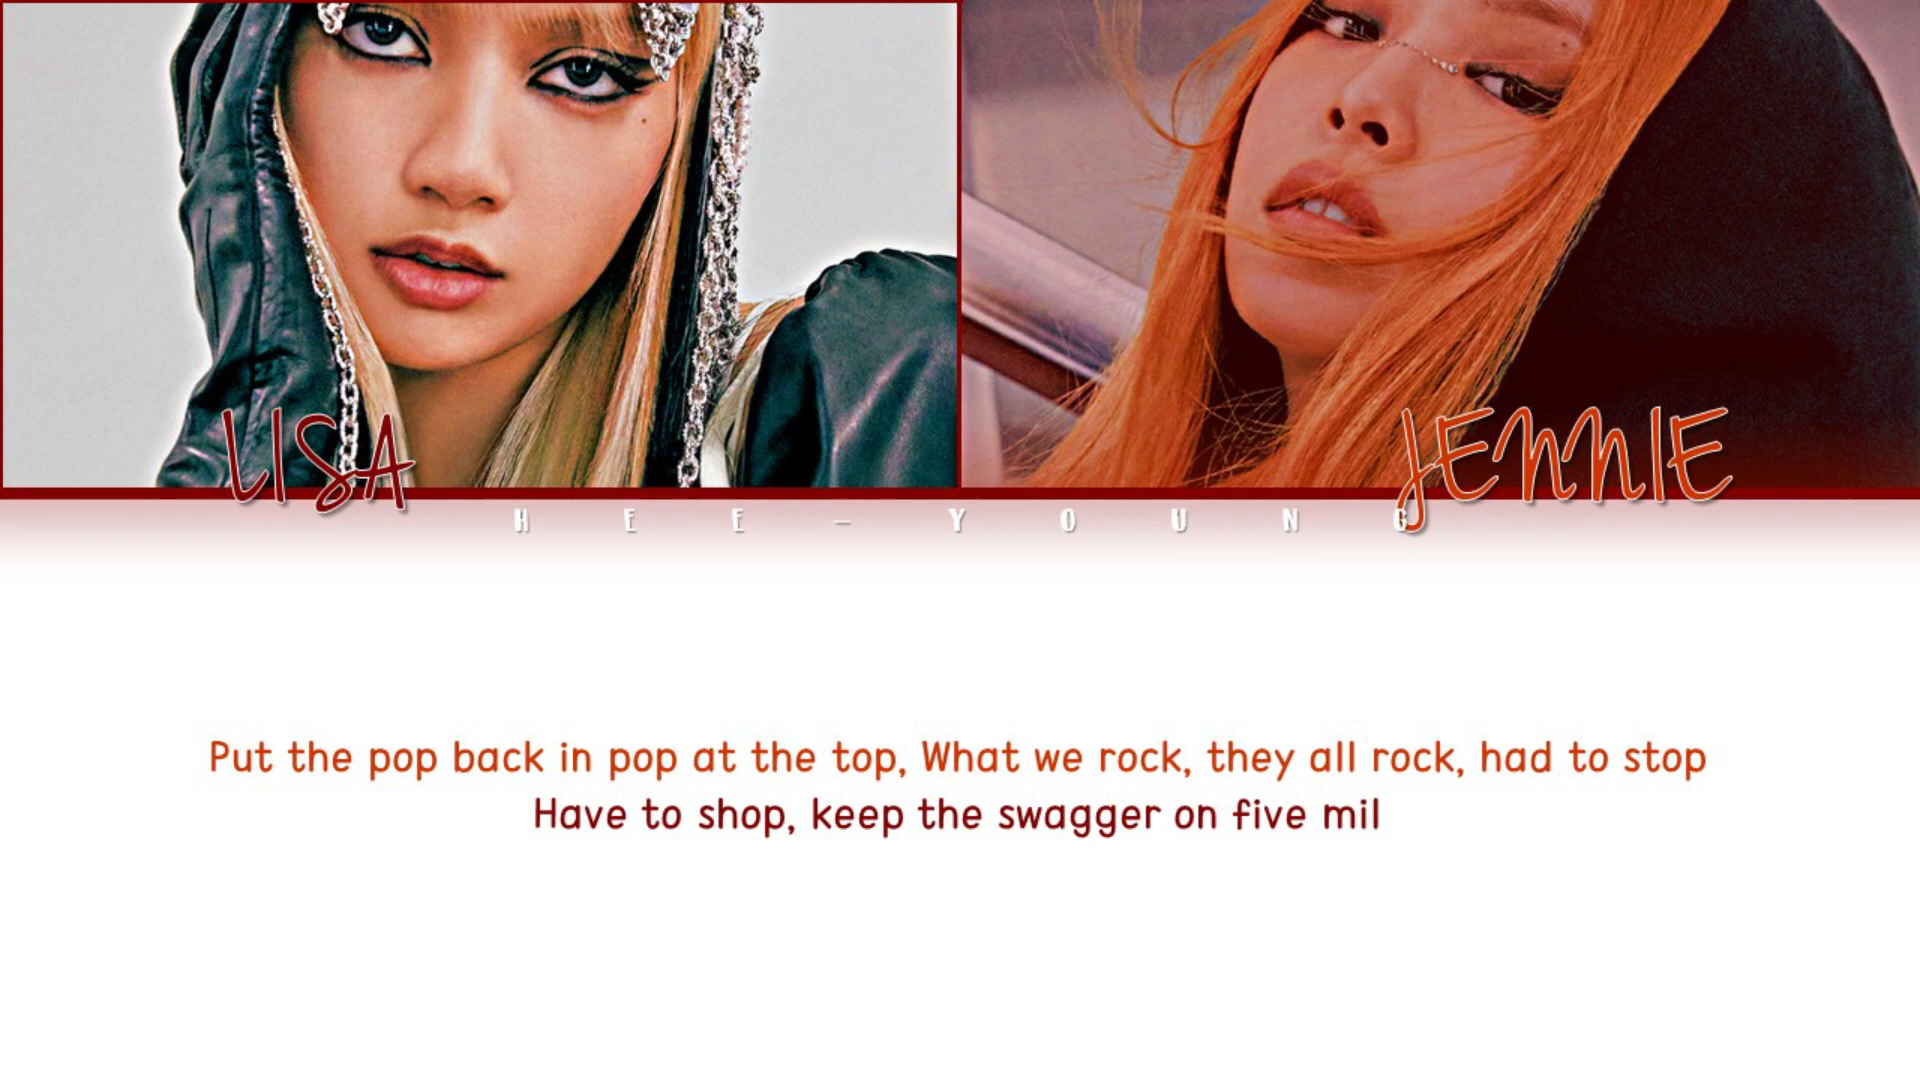 LISA
JENNIE
HEE-YOUNG
Put the pop back in pop at the top, What we rock, they all rock, had to stop
Have to shop, keep the swagger on five mil